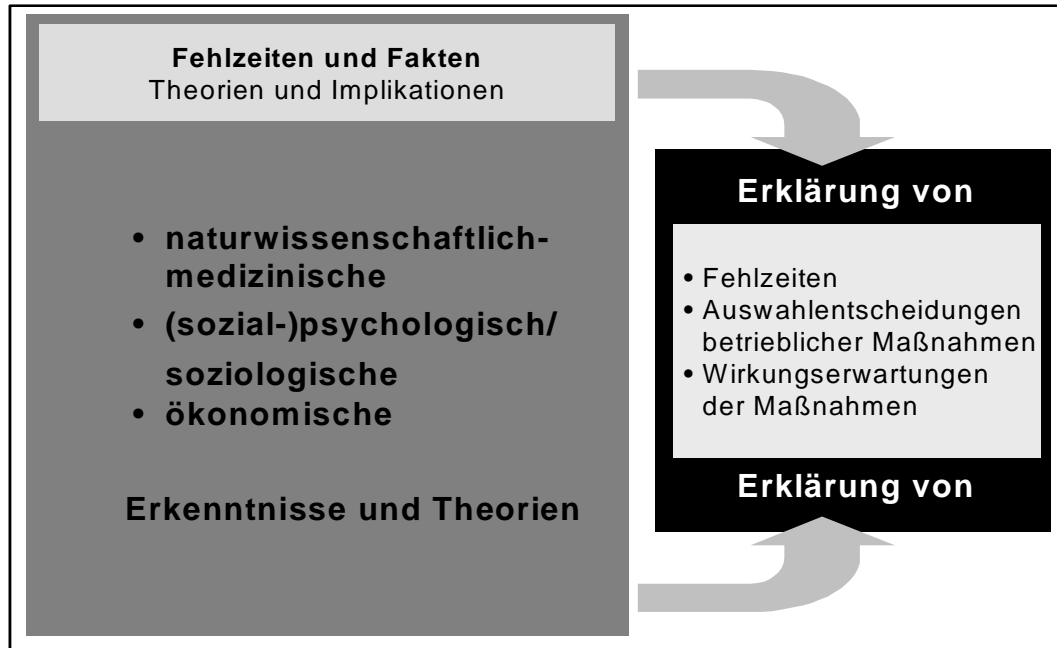 Fehlzeiten und Fakten
Theorien und Implikationen
• naturwissenschaftlich-
medizinische
• (sozial-)psychologisch/
soziologische
• ökonomische
Erkenntnisse und Theorien
Erklärung von
• Fehlzeiten
• Auswahlentscheidungen
betrieblicher Maßnahmen
• Wirkungserwartungen
der Maßnahmen
Erklärung von